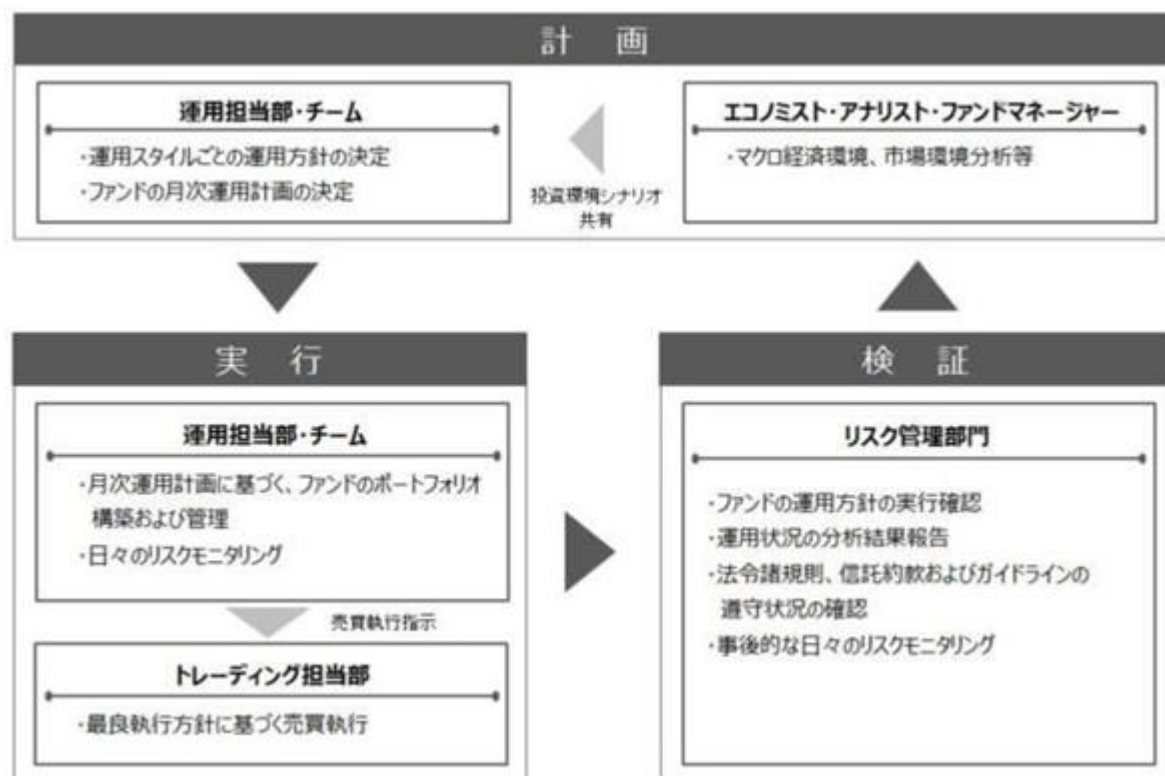 計 画
運用担当部・チーム
・運用スタイルごとの運用方針の決定
・ファンドの月次運用計画の決定
投資環境シナリオ
共有
エコノミスト・アナリスト・ファンドマネージャー
・マクロ経済環境、市場環境分析等
実 行
運用担当部・チーム
・月次運用計画に基づく、ファンドのポートフォリオ
構築および管理
・日々のリスクモニタリング
売買執行指示
トレーディング担当部
・最良執行方針に基づく売買執行
検 証
リスク管理部門
・ファンドの運用方針の実行確認
・運用状況の分析結果報告
・法令諸規則、信託約款およびガイドラインの
遵守状況の確認
・事後的な日々のリスクモニタリング